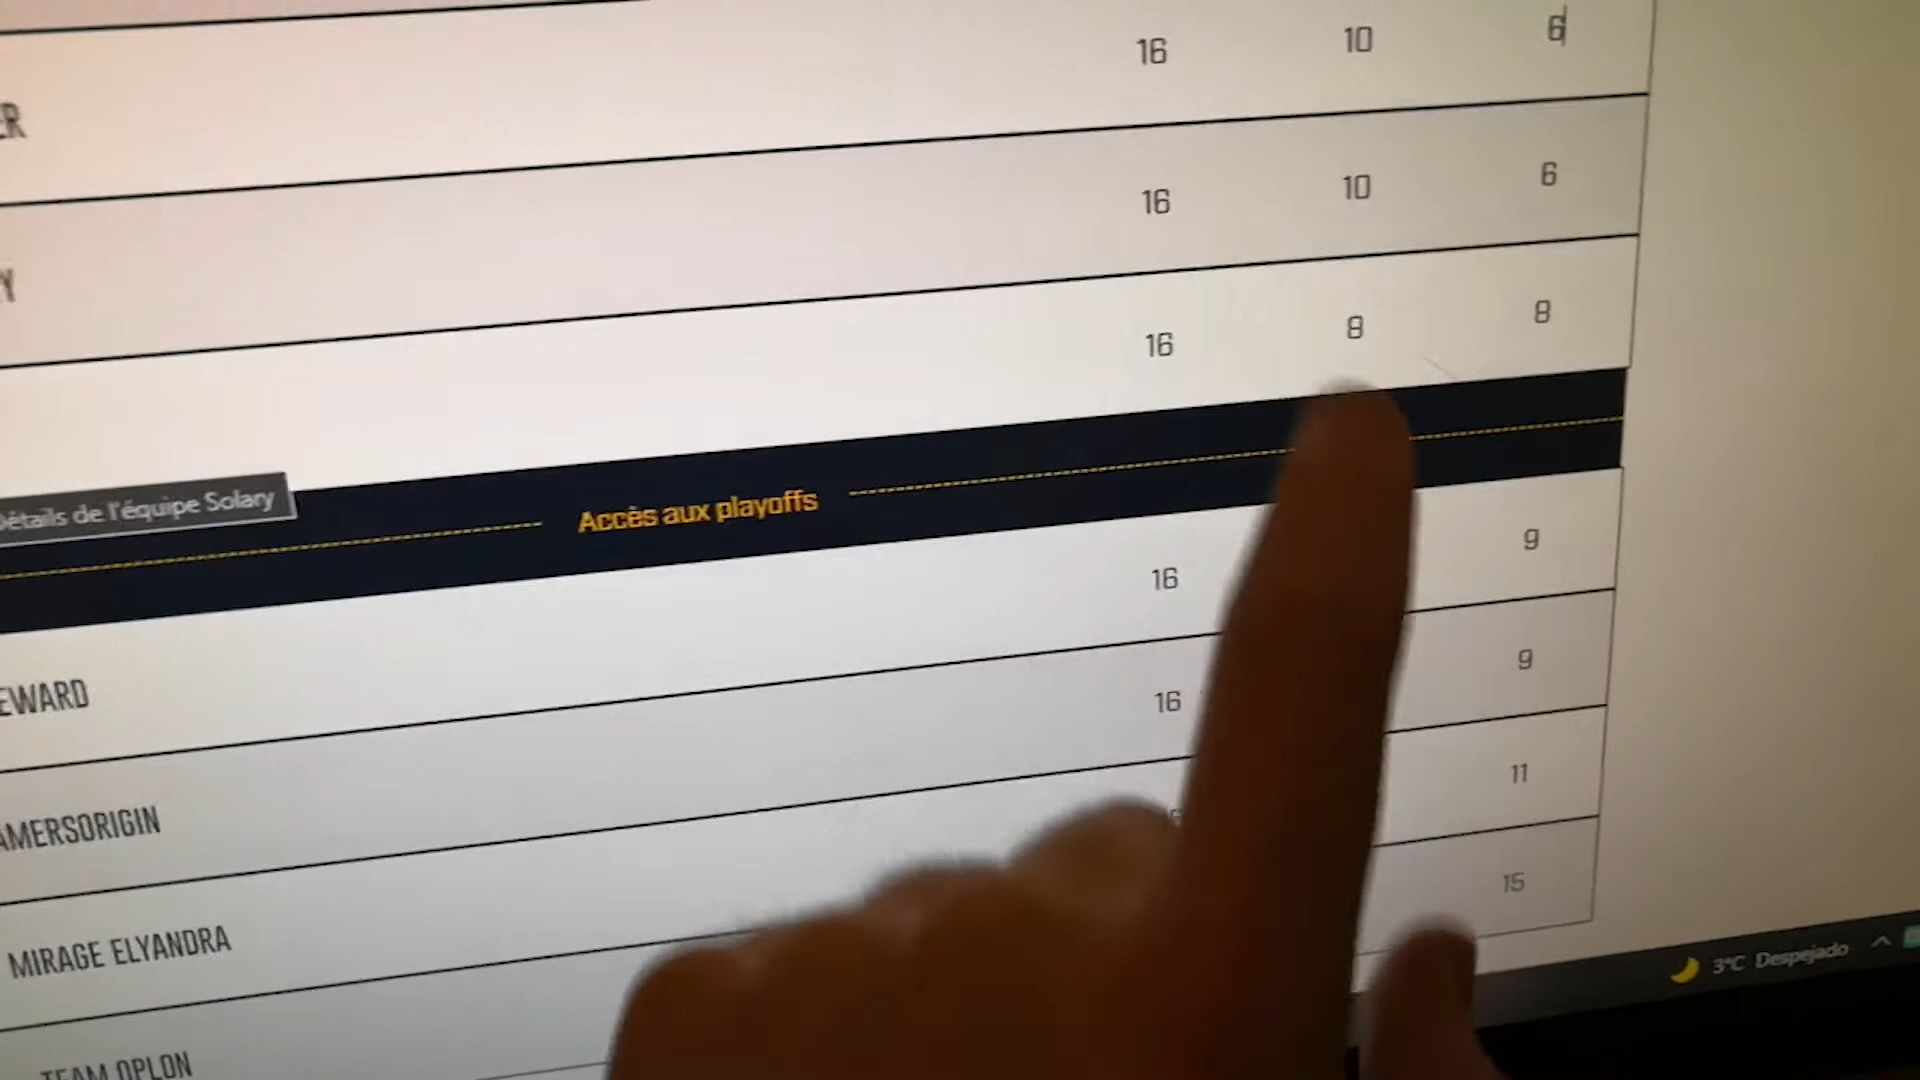 ER 16 10 6
Y 16 10 6
16 8 8
Détails de l'équipe Solary
Accès aux playoffs
EWARD 16 9
AMERSORIGIN 16 9
MIRAGE ELYANDRA 11
TEAM OPLON 15
3°C Despejado